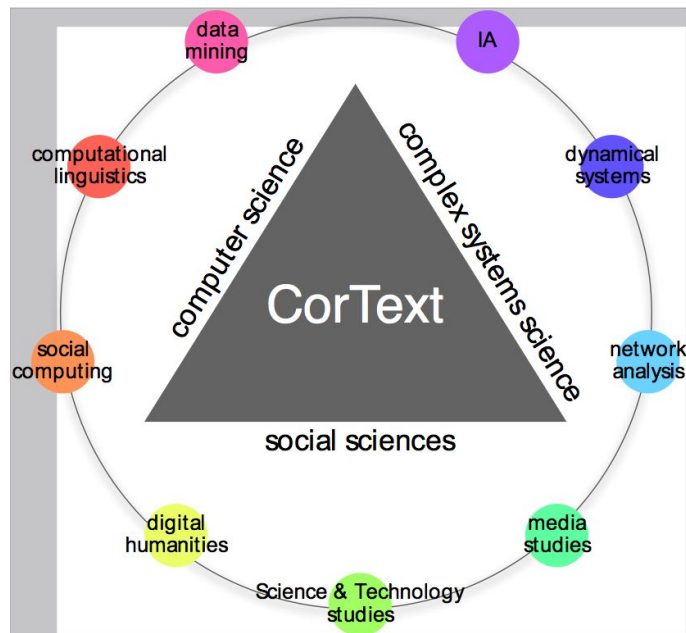 data
mining
IA
computational
linguistics
dynamical
systems
computer science
complex systems science
CorText
social
computing
network
analysis
social sciences
digital
humanities
media
studies
Science & Technology
studies